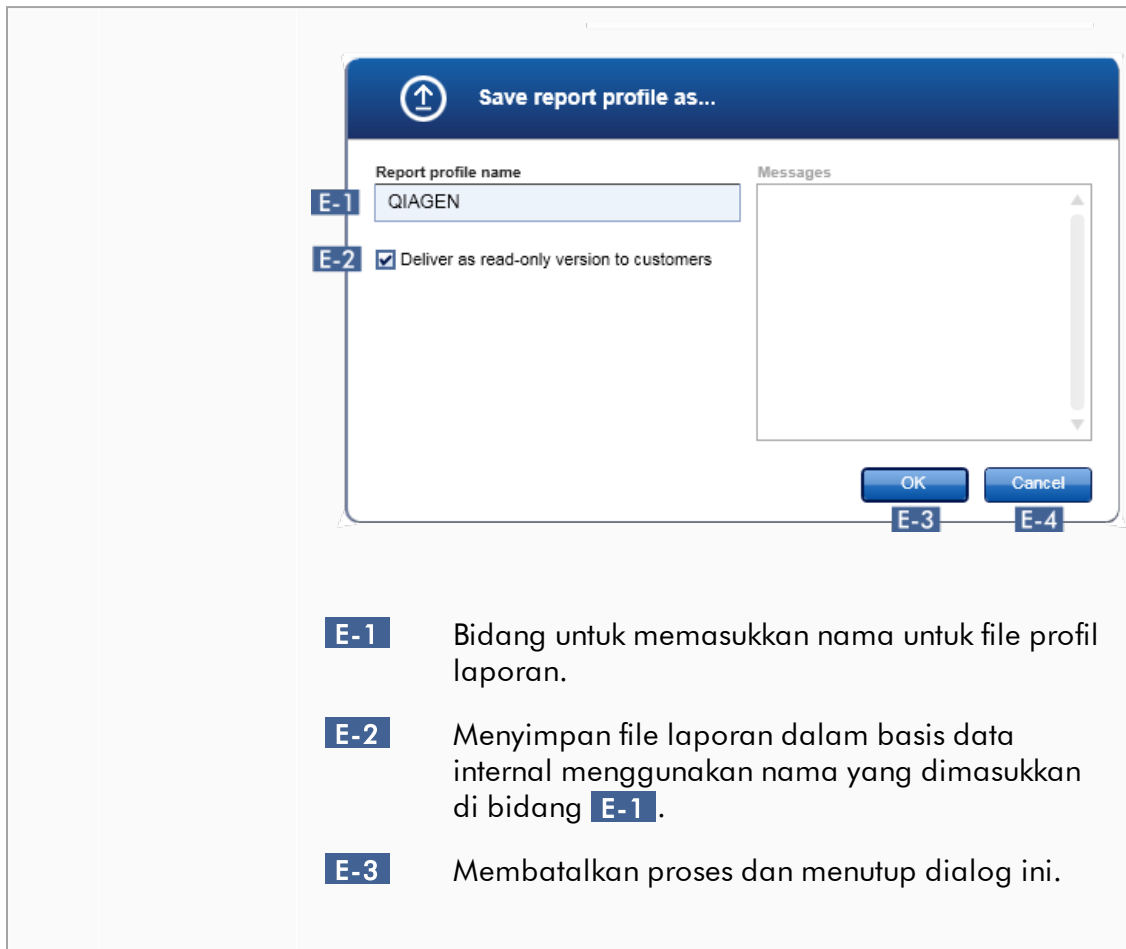 Save report profile as...
Report profile name
Messages
E-1
QIAGEN
E-2
Deliver as read-only version to customers
OK
Cancel
E-3
E-4
E-1 Bidang untuk memasukkan nama untuk file profil
laporan.
E-2 Menyimpan file laporan dalam basis data
internal menggunakan nama yang dimasukkan
di bidang E-1 .
E-3 Membatalkan proses dan menutup dialog ini.